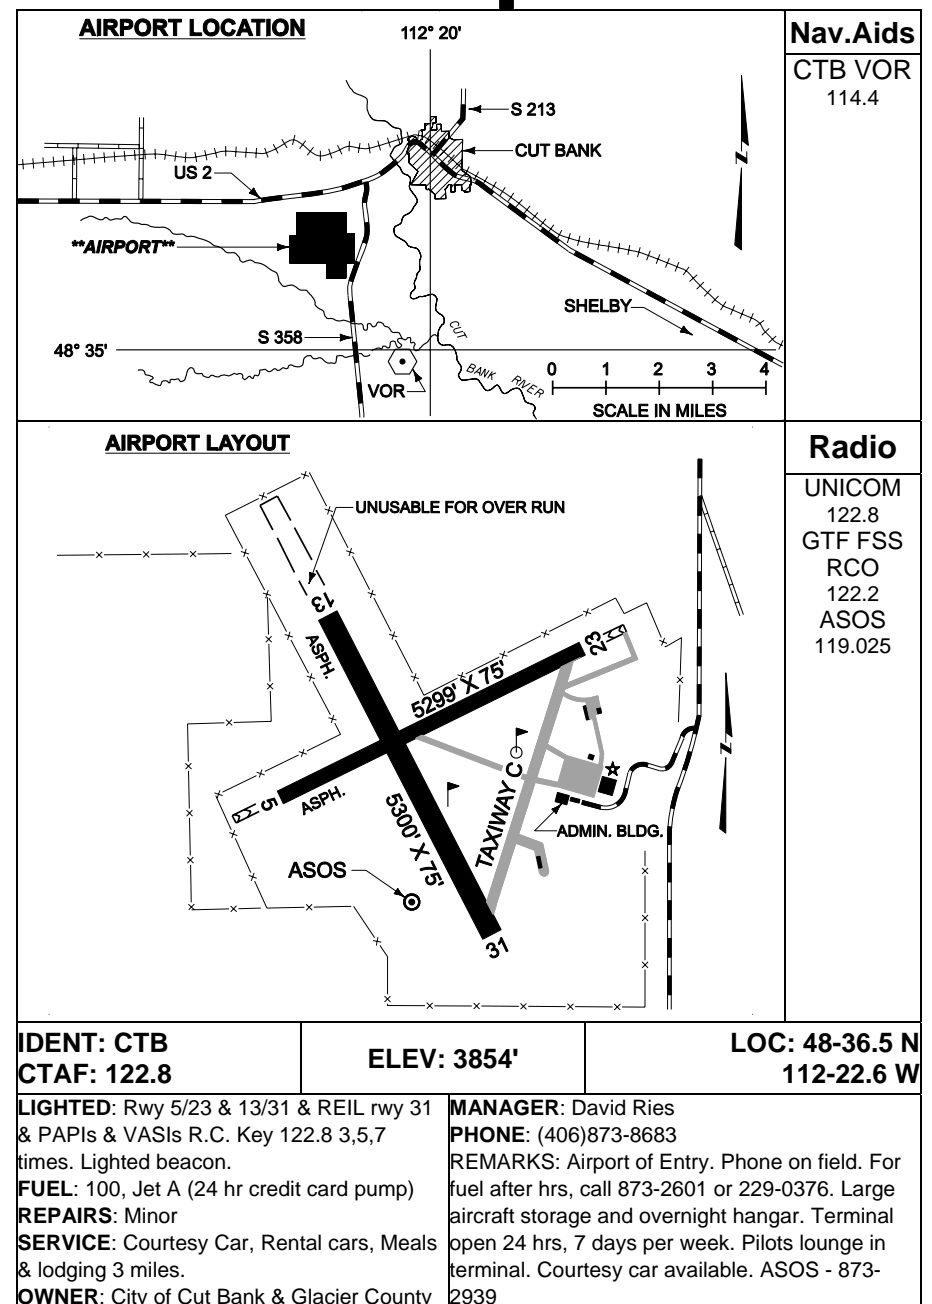 AIRPORT LOCATION
112° 20'
S 213
CUT BANK
US 2
**AIRPORT**
SHELBY
S 358
48° 35'
VOR
CUT
BANK
RIVER
N
0 1 2 3 4
SCALE IN MILES
Nav.Aids
CTB VOR
114.4
AIRPORT LAYOUT
UNUSABLE FOR OVER RUN
13
ASPH.
23
5299' X 75'
5
ASPH.
5300' X 75'
TAXIWAY C
ADMIN. BLDG.
ASOS
31
N
Radio
UNICOM
122.8
GTF FSS
RCO
122.2
ASOS
119.025
IDENT: CTB
CTAF: 122.8
ELEV: 3854'
LOC: 48-36.5 N
112-22.6 W
LIGHTED: Rwy 5/23 & 13/31 & REIL rwy 31
& PAPIs & VASIs R.C. Key 122.8 3,5,7
times. Lighted beacon.
FUEL: 100, Jet A (24 hr credit card pump)
REPAIRS: Minor
SERVICE: Courtesy Car, Rental cars, Meals
& lodging 3 miles.
OWNER: City of Cut Bank & Glacier County
MANAGER: David Ries
PHONE: (406)873-8683
REMARKS: Airport of Entry. Phone on field. For
fuel after hrs, call 873-2601 or 229-0376. Large
aircraft storage and overnight hangar. Terminal
open 24 hrs, 7 days per week. Pilots lounge in
terminal. Courtesy car available. ASOS - 873-
2939